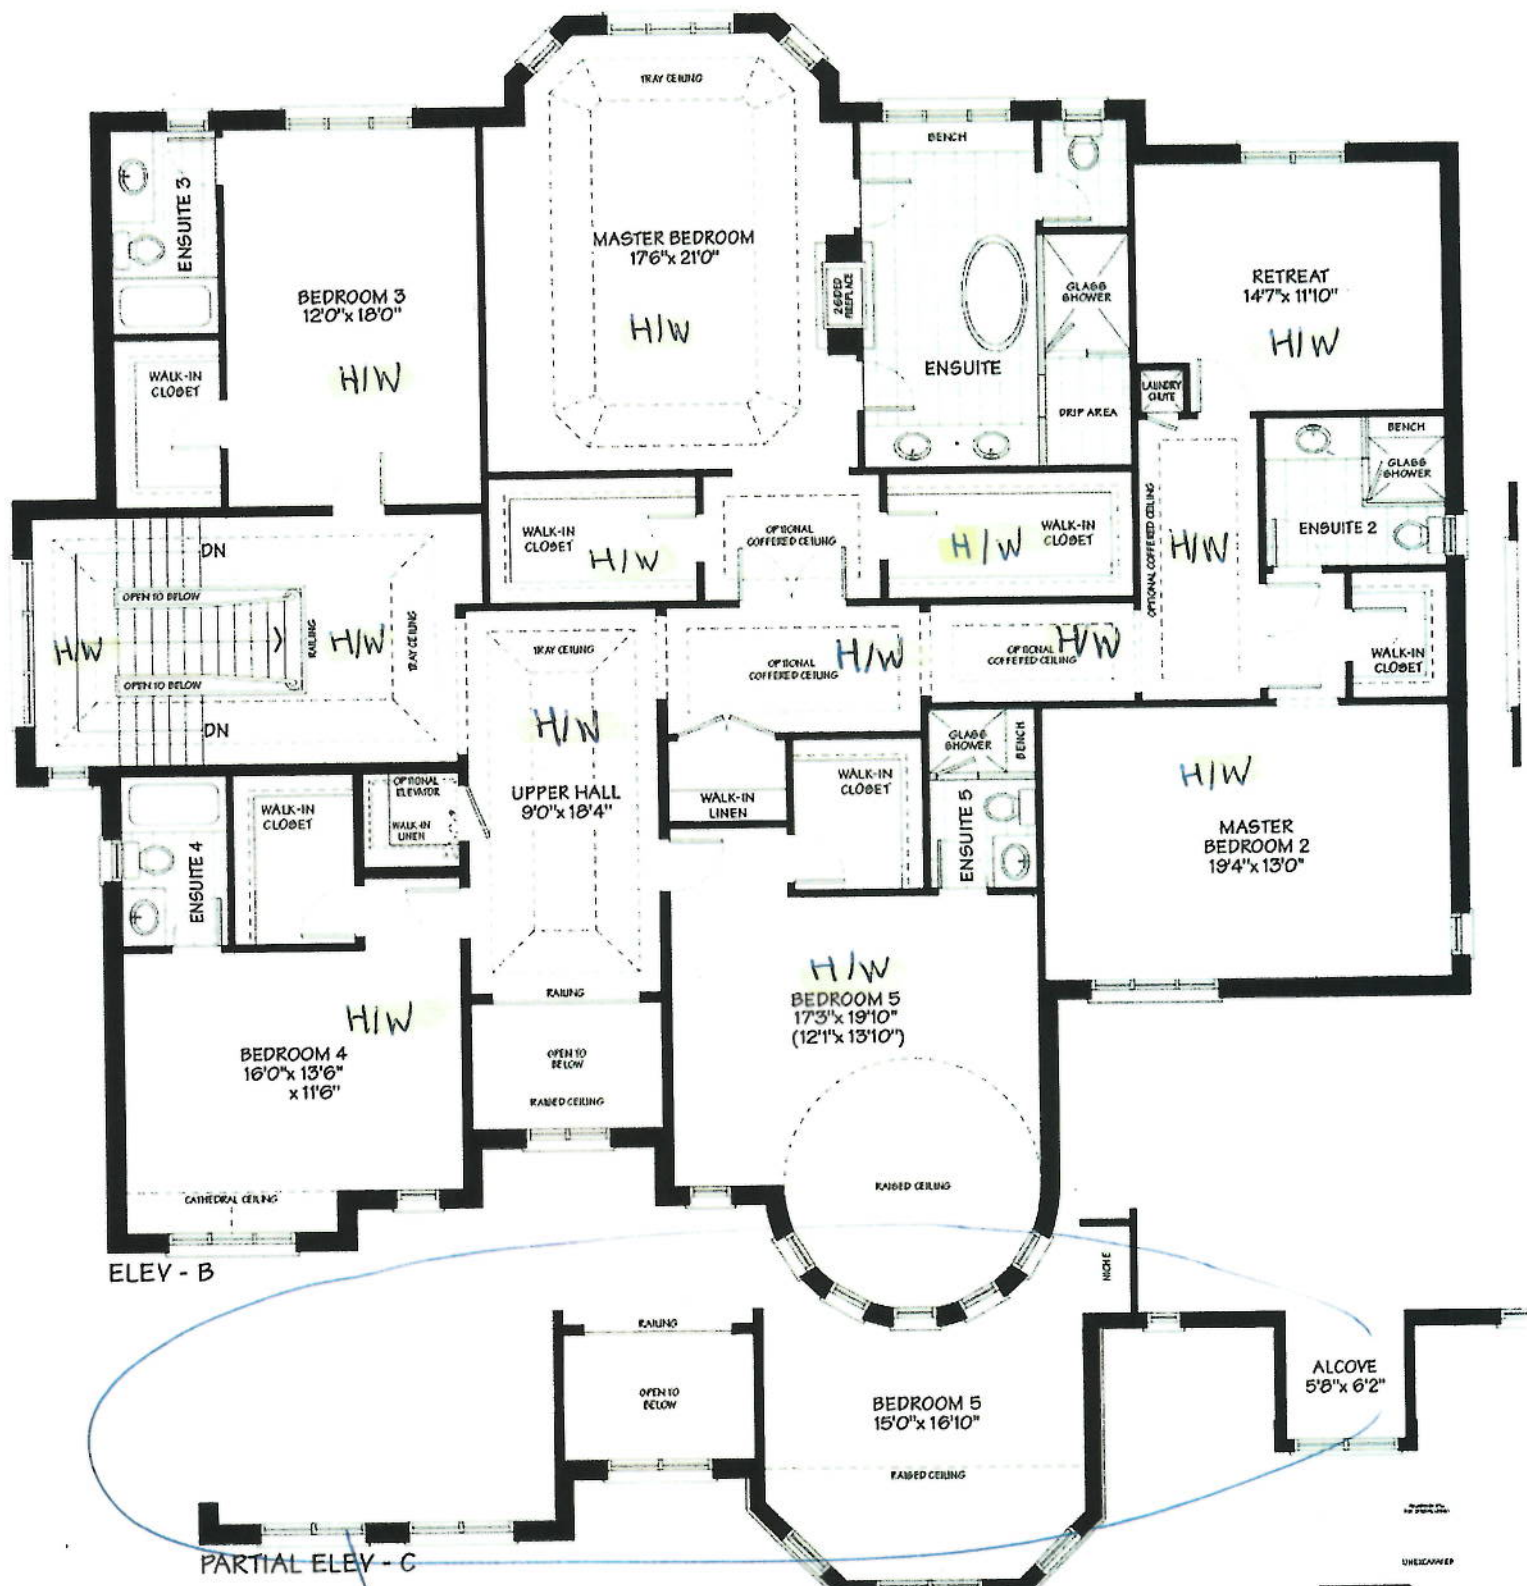 TRAY CEILING
BENCH
ENSUITE 3
MASTER BEDROOM
17'6" x 21'0"
H/W
2 SIDED
FIREPLACE
GLASS
SHOWER
RETREAT
14'7" x 11'10"
H/W
BEDROOM 3
12'0" x 18'0"
H/W
ENSUITE
WALK-IN
CLOSET
LAUNDRY
CHUTE
DRIP AREA
BENCH
GLASS
SHOWER
ENSUITE 2
OPTIONAL COFFERED CEILING
H/W
WALK-IN
CLOSET
H/W
OPTIONAL
COFFERED CEILING
H/W
WALK-IN
CLOSET
DN
OPEN TO BELOW
H/W
RAILING
H/W
TRAY CEILING
OPEN TO BELOW
DN
TRAY CEILING
H/W
OPTIONAL
COFFERED CEILING
H/W
OPTIONAL
COFFERED CEILING
H/W
WALK-IN
CLOSET
UPPER HALL
9'0" x 18'4"
GLASS
SHOWER
BENCH
WALK-IN
CLOSET
WALK-IN
LINEN
ENSUITE 5
H/W
MASTER
BEDROOM 2
19'4" x 13'0"
OPTIONAL
ELEVATOR
WALK-IN
LINEN
WALK-IN
CLOSET
ENSUITE 4
H/W
BEDROOM 5
17'3" x 19'10"
(12'1" x 13'10")
RAILING
H/W
BEDROOM 4
16'0" x 13'6"
x 11'6"
OPEN TO
BELOW
RAISED CEILING
RAISED CEILING
CATHEDRAL CEILING
ELEV - B
NICHE
RAILING
OPEN TO
BELOW
BEDROOM 5
15'0" x 16'10"
RAISED CEILING
ALCOVE
5'8" x 6'2"
PARTIAL ELEV - C
UNEXCAVATED